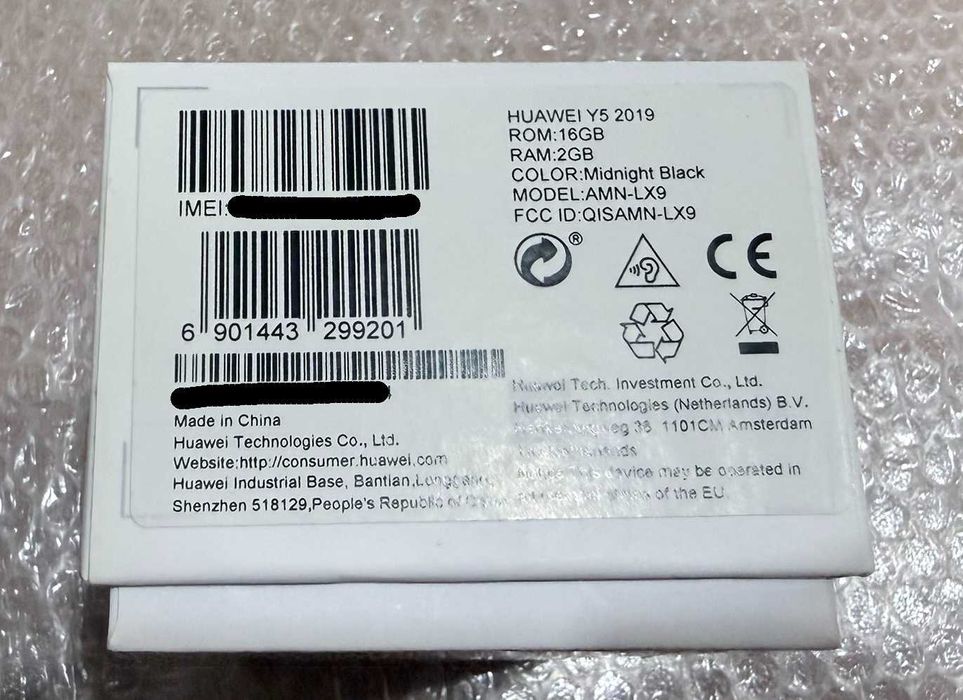 IMEI:
6 901443 299201
Made in China
Huawei Technologies Co., Ltd.
Website:http://consumer.huawei.com
Huawei Industrial Base, Bantian,
Shenzhen 518129,People's Republic of
HUAWEI Y5 2019
ROM:16GB
RAM:2GB
COLOR:Midnight Black
MODEL:AMN-LX9
FCC ID:QISAMN-LX9
®
CE
Huawei Tech. Investment Co., Ltd.
Huawei Technologies (Netherlands) B.V.
1101CM Amsterdam
device may be operated in
of the EU.